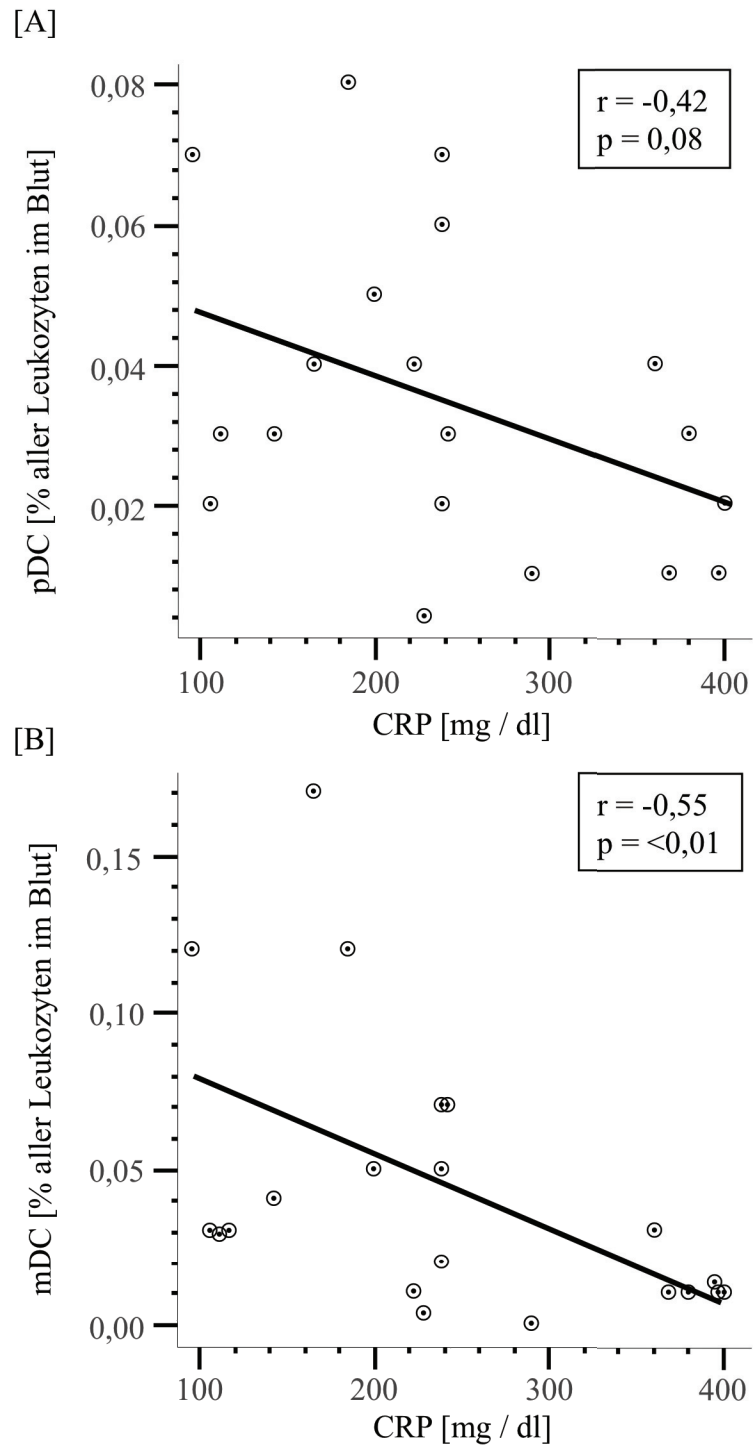 [A]
r = -0,42
p = 0,08
pDC [% aller Leukozyten im Blut]
0,08
0,06
0,04
0,02
100 200 300 400
CRP [mg / dl]
[B]
r = -0,55
p = <0,01
mDC [% aller Leukozyten im Blut]
0,15
0,10
0,05
0,00
100 200 300 400
CRP [mg / dl]